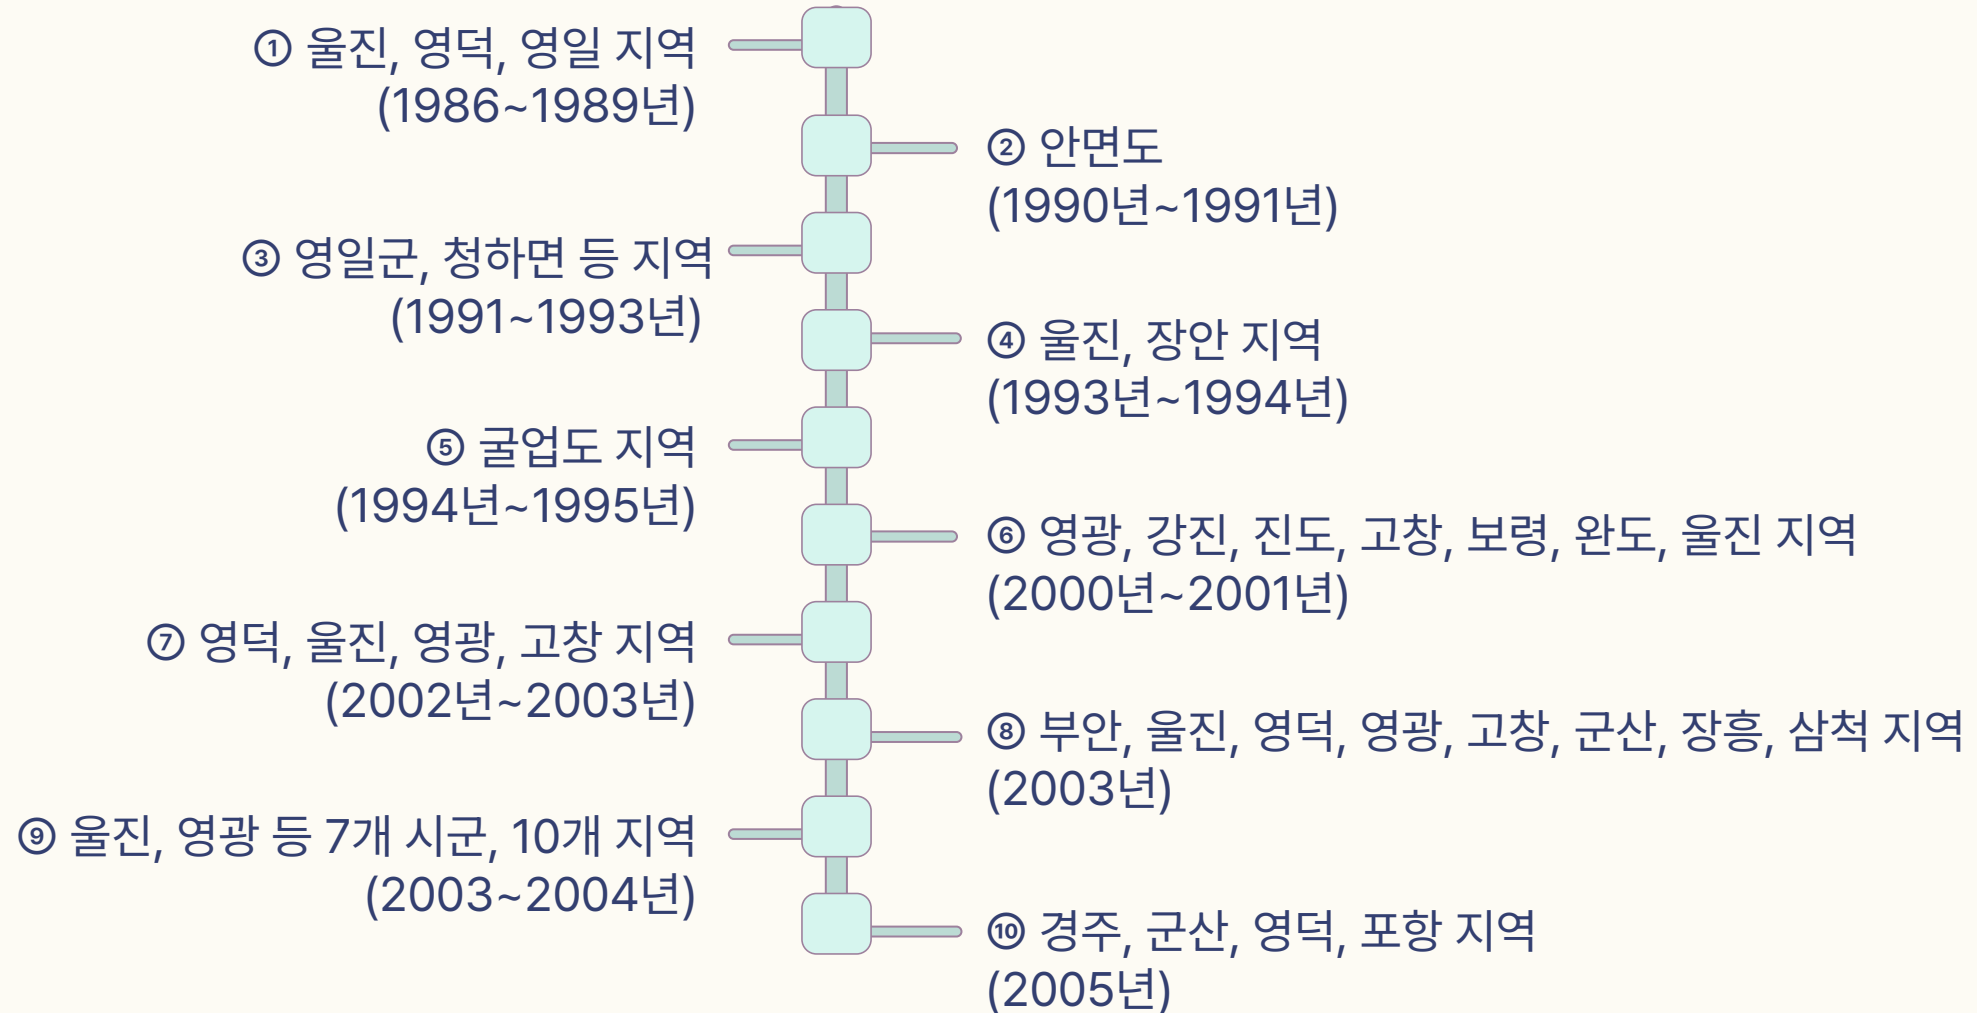 ① 울진, 영덕, 영일 지역
(1986~1989년)
② 안면도
(1990년~1991년)
③ 영일군, 청하면 등 지역
(1991~1993년)
④ 울진, 장안 지역
(1993년~1994년)
⑤ 굴업도 지역
(1994년~1995년)
⑥ 영광, 강진, 진도, 고창, 보령, 완도, 울진 지역
(2000년~2001년)
⑦ 영덕, 울진, 영광, 고창 지역
(2002년~2003년)
⑧ 부안, 울진, 영덕, 영광, 고창, 군산, 장흥, 삼척 지역
(2003년)
⑨ 울진, 영광 등 7개 시군, 10개 지역
(2003~2004년)
⑩ 경주, 군산, 영덕, 포항 지역
(2005년)